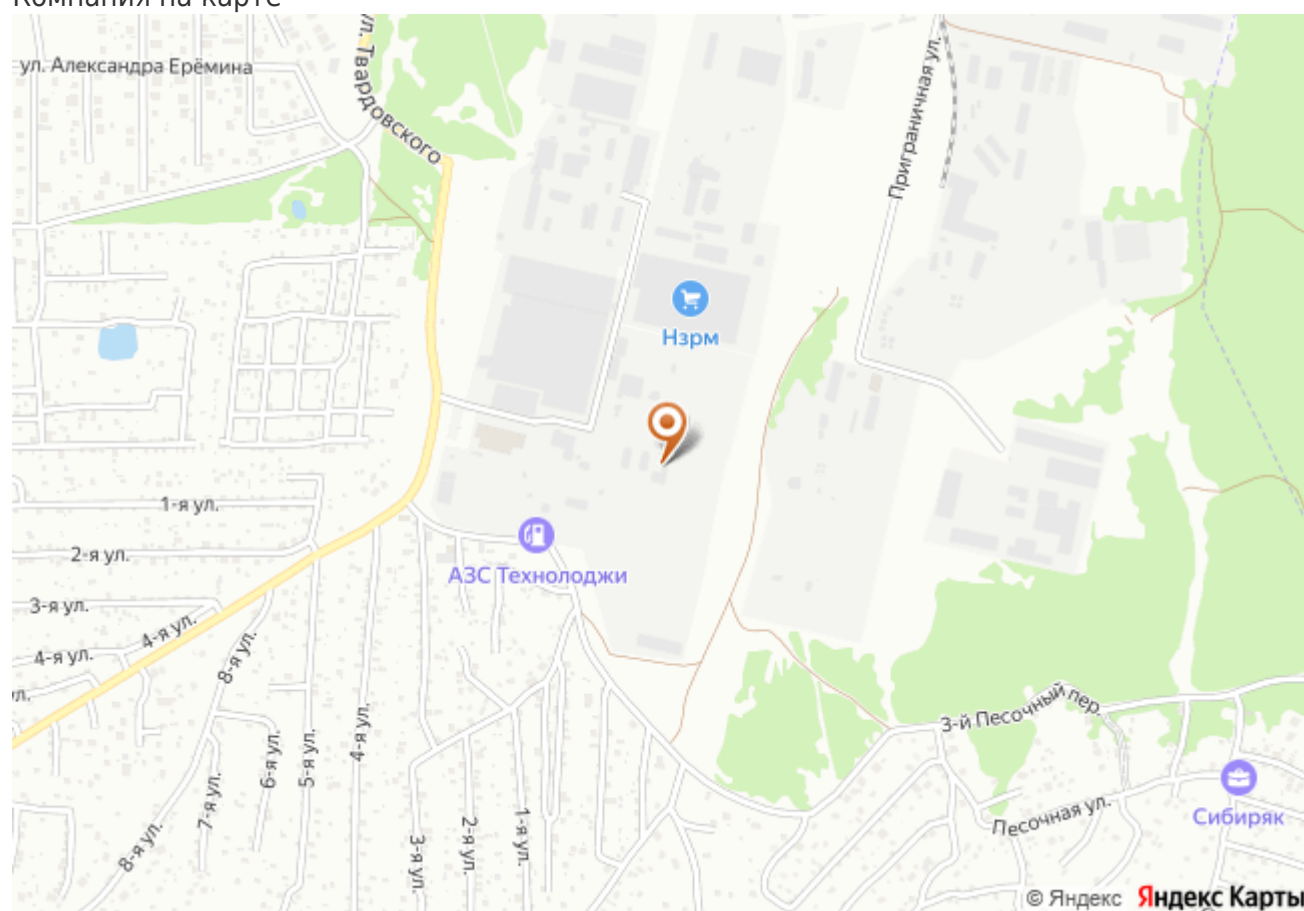 Компания на карте
ул. Александра Ерёмина
ул. Твардовского
Приграничная ул.
Нзрм
1-я ул.
2-я ул.
АЗС Технолоджи
3-я ул.
4-я ул.
4-я ул.
8-я ул.
4-я ул.
5-я ул.
6-я ул.
7-я ул.
8-я ул.
3-я ул.
2-я ул.
1-я ул.
3-й Песочный пер.
Песочная ул.
Сибиряк
© Яндекс Яндекс Карты